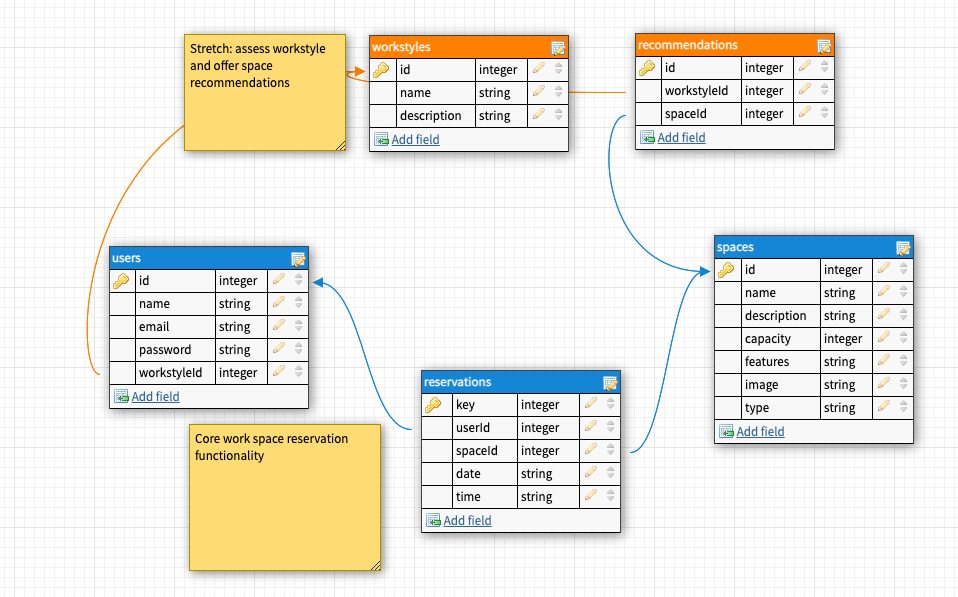 Stretch: assess workstyle
and offer space
recommendations
workstyles
id integer
name string
description string
Add field
recommendations
id integer
workstyleId integer
spaceId integer
Add field
users
id integer
name string
email string
password string
workstyleId integer
Add field
spaces
id integer
name string
description string
capacity integer
features string
image string
type string
Add field
reservations
key integer
userId integer
spaceId integer
date string
time string
Add field
Core work space reservation
functionality